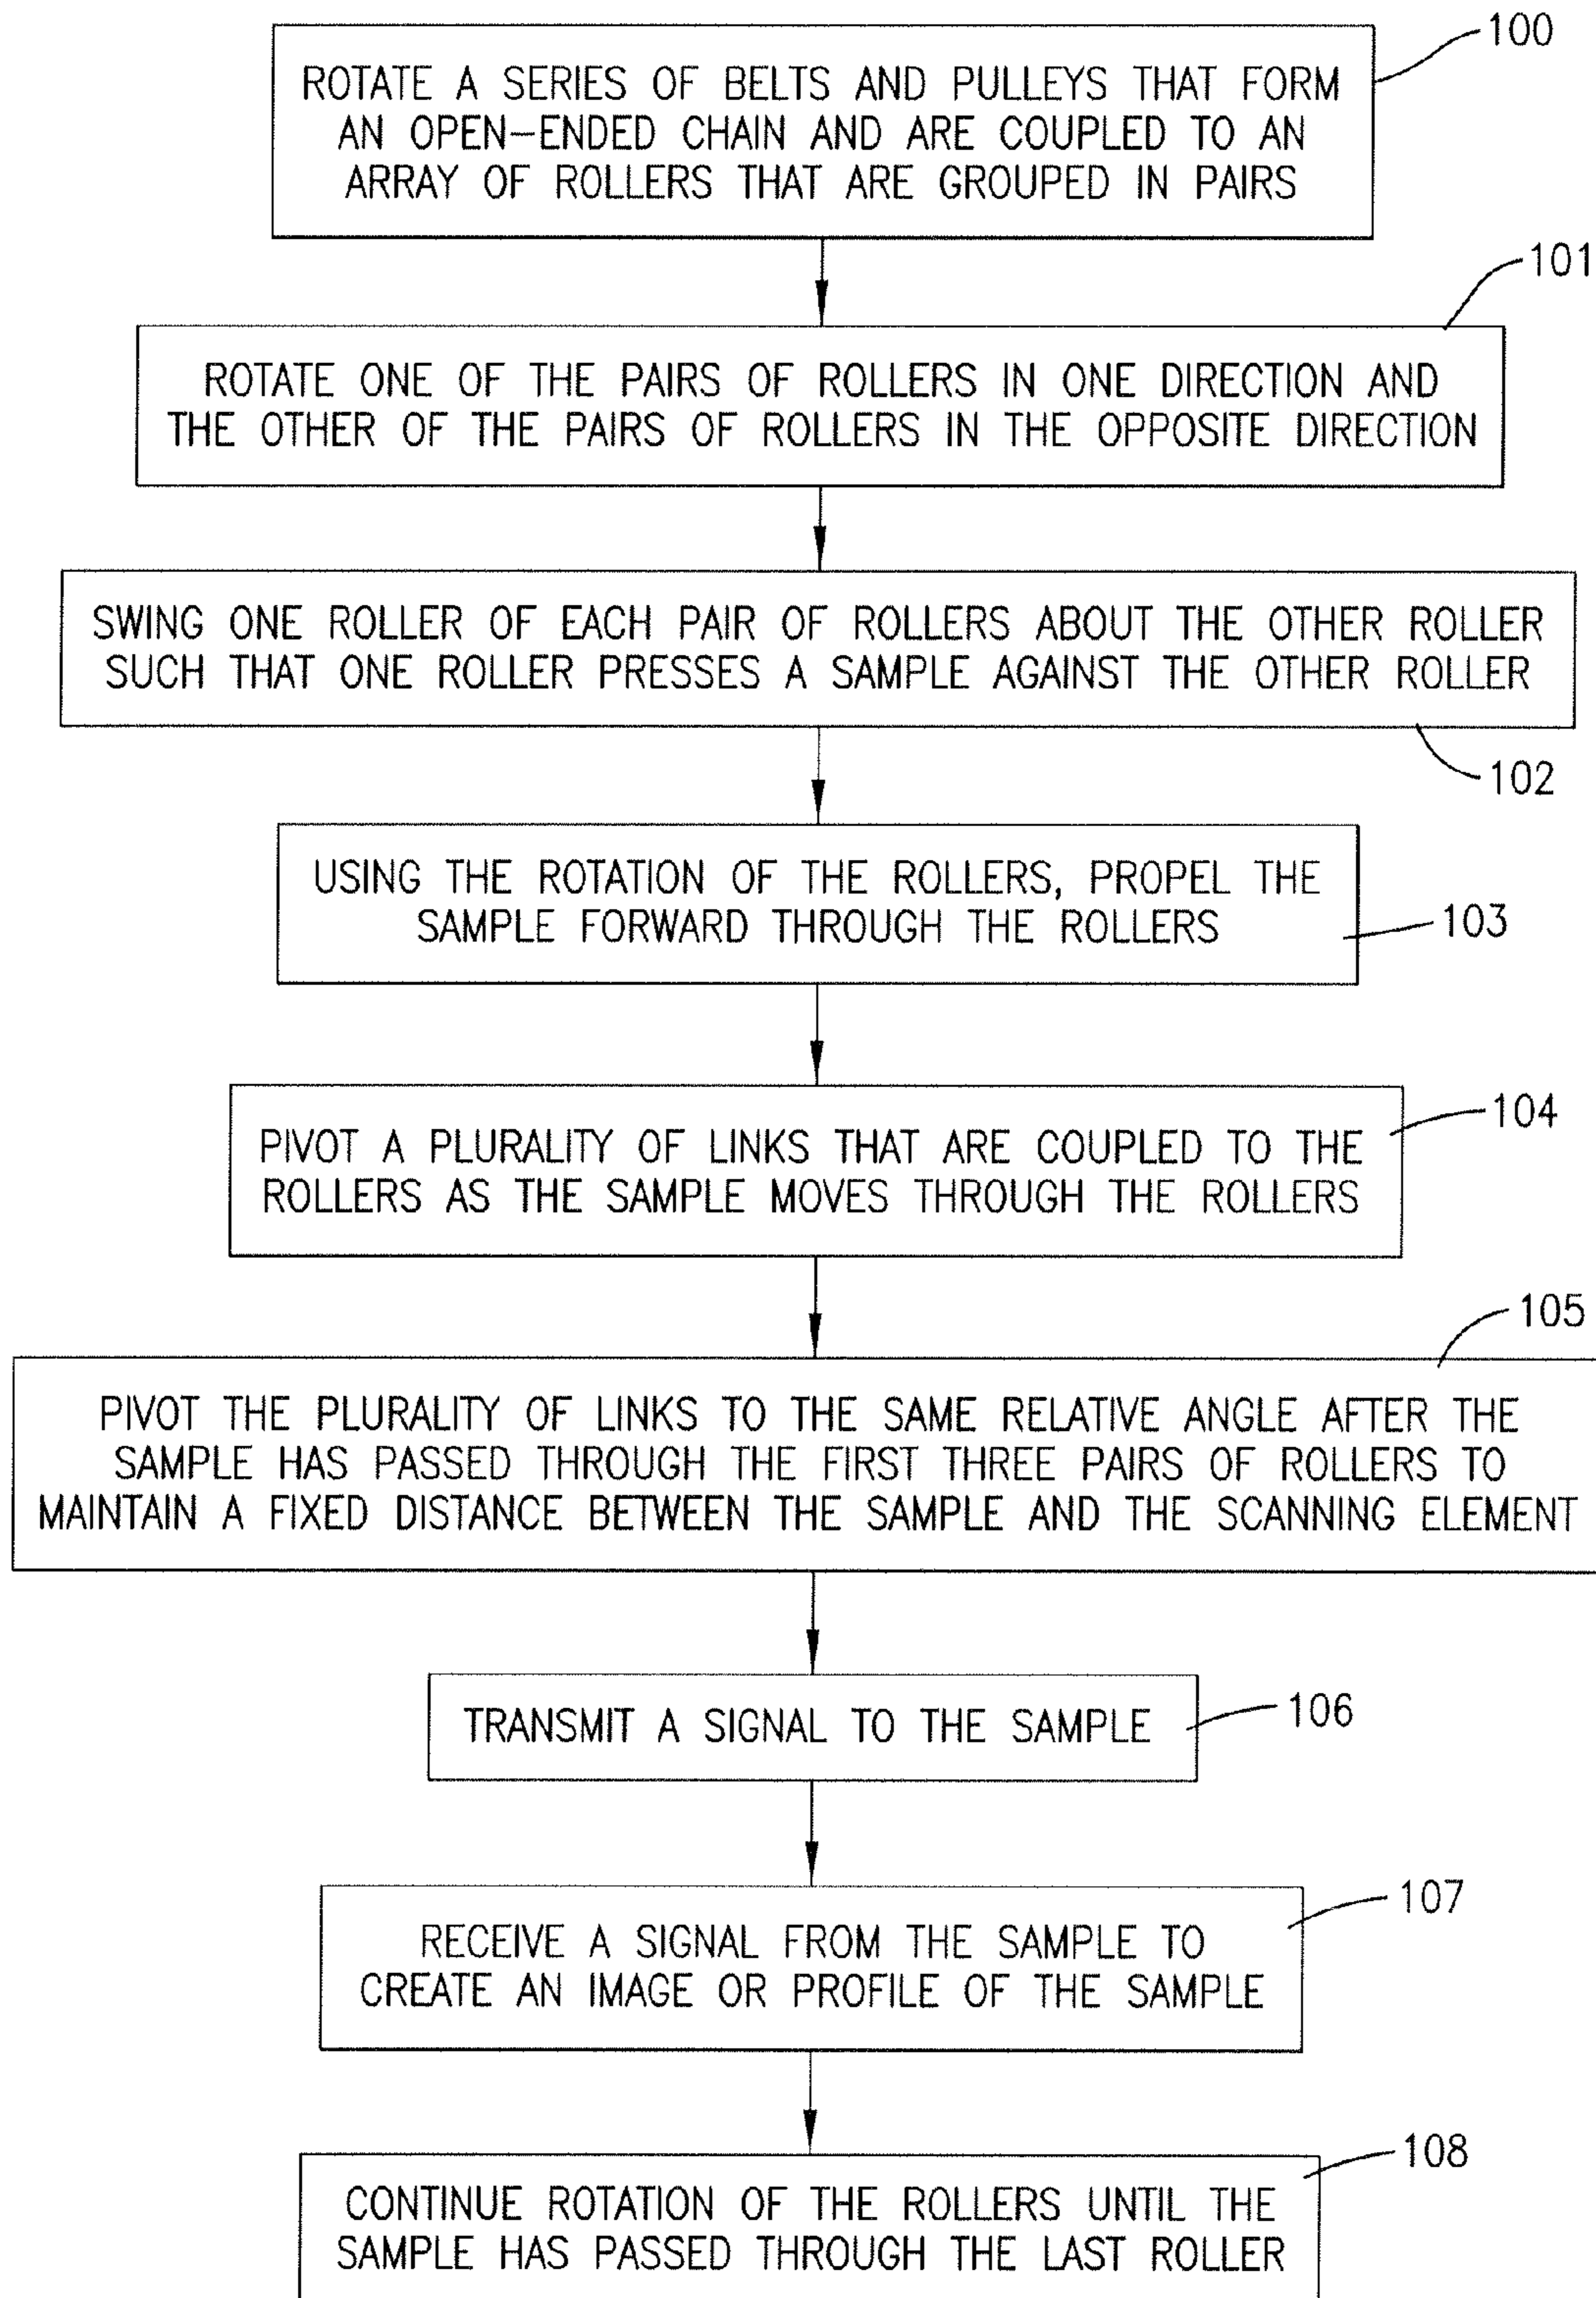 100
ROTATE A SERIES OF BELTS AND PULLEYS THAT FORM
AN OPEN-ENDED CHAIN AND ARE COUPLED TO AN
ARRAY OF ROLLERS THAT ARE GROUPED IN PAIRS
101
ROTATE ONE OF THE PAIRS OF ROLLERS IN ONE DIRECTION AND
THE OTHER OF THE PAIRS OF ROLLERS IN THE OPPOSITE DIRECTION
SWING ONE ROLLER OF EACH PAIR OF ROLLERS ABOUT THE OTHER ROLLER
SUCH THAT ONE ROLLER PRESSES A SAMPLE AGAINST THE OTHER ROLLER
102
USING THE ROTATION OF THE ROLLERS, PROPEL THE
SAMPLE FORWARD THROUGH THE ROLLERS
103
104
PIVOT A PLURALITY OF LINKS THAT ARE COUPLED TO THE
ROLLERS AS THE SAMPLE MOVES THROUGH THE ROLLERS
105
PIVOT THE PLURALITY OF LINKS TO THE SAME RELATIVE ANGLE AFTER THE
SAMPLE HAS PASSED THROUGH THE FIRST THREE PAIRS OF ROLLERS TO
MAINTAIN A FIXED DISTANCE BETWEEN THE SAMPLE AND THE SCANNING ELEMENT
TRANSMIT A SIGNAL TO THE SAMPLE
106
107
RECEIVE A SIGNAL FROM THE SAMPLE TO
CREATE AN IMAGE OR PROFILE OF THE SAMPLE
108
CONTINUE ROTATION OF THE ROLLERS UNTIL THE
SAMPLE HAS PASSED THROUGH THE LAST ROLLER